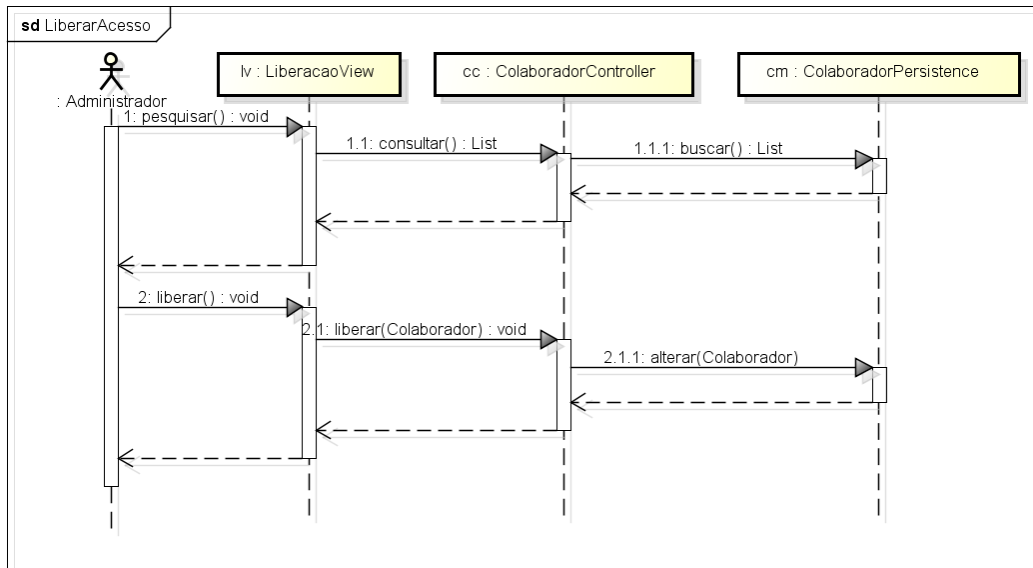 sd LiberarAcesso
: Administrador
lv : LiberacaoView
cc : ColaboradorController
cm : ColaboradorPersistence
1: pesquisar() : void
1.1: consultar() : List
1.1.1: buscar() : List
2: liberar() : void
2.1: liberar(Colaborador) : void
2.1.1: alterar(Colaborador)